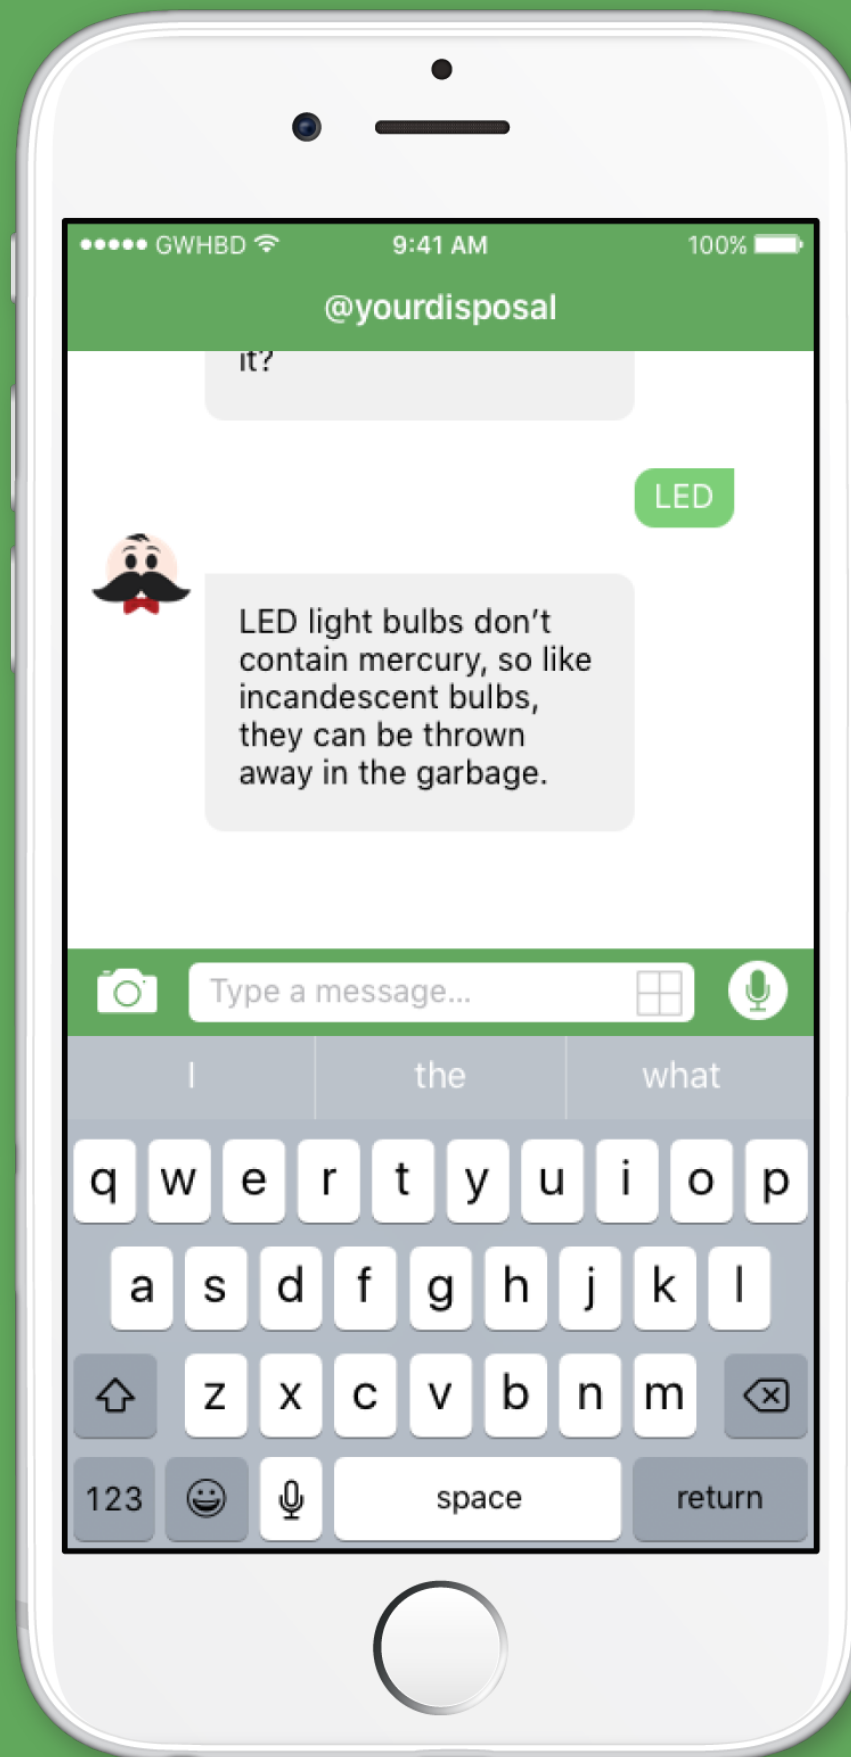 GWHBD
9:41 AM
100%
@yourdisposal
it?
LED
LED light bulbs don’t
contain mercury, so like
incandescent bulbs,
they can be thrown
away in the garbage.
Type a message...
I
the
what
q w e r t y u i o p
a s d f g h j k l
z x c v b n m
123
space
return